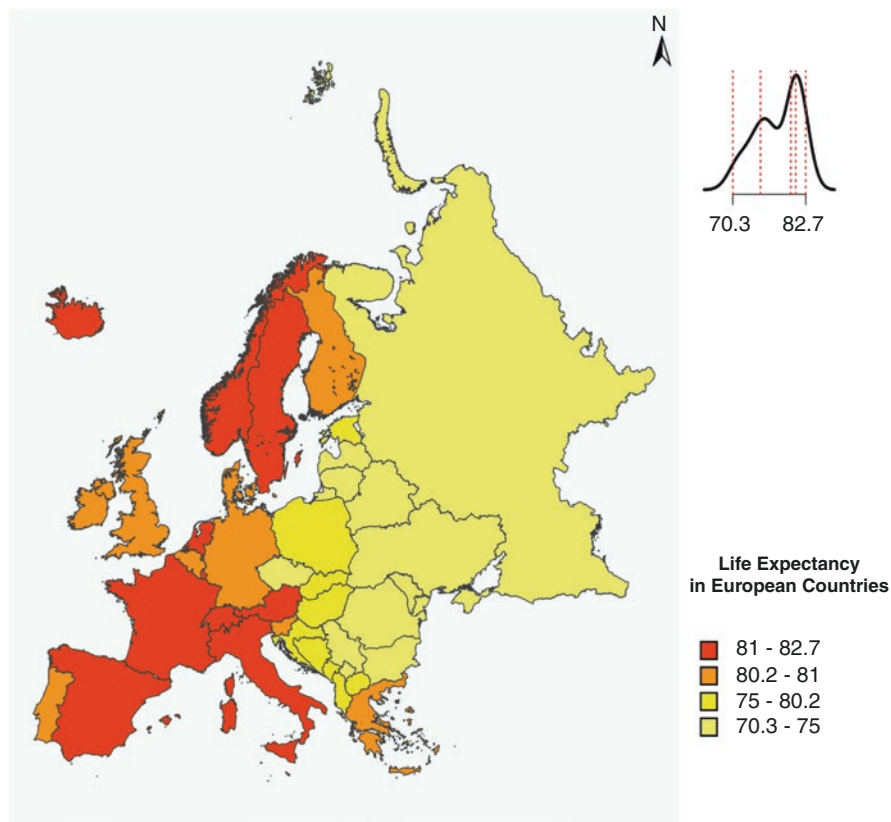 N
70.3 82.7
Life Expectancy
in European Countries
81 - 82.7
80.2 - 81
75 - 80.2
70.3 - 75